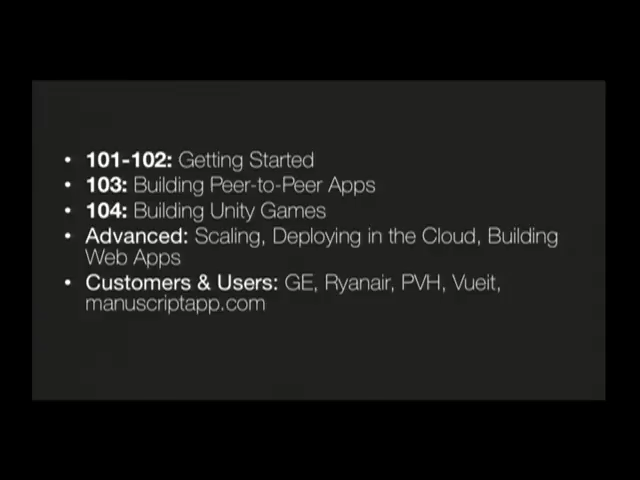 • 101-102: Getting Started
• 103: Building Peer-to-Peer Apps
• 104: Building Unity Games
• Advanced: Scaling, Deploying in the Cloud, Building
Web Apps
• Customers & Users: GE, Ryanair, PVH, Vueit,
manuscriptapp.com